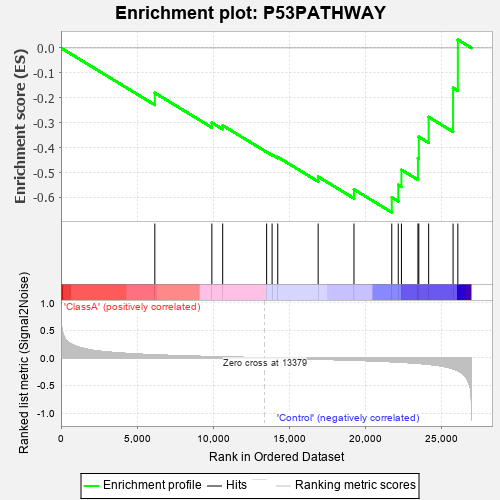 Enrichment plot: P53PATHWAY
Enrichment score (ES)
0.0
-0.1
-0.2
-0.3
-0.4
-0.5
-0.6
'ClassA' (positively correlated)
Ranked list metric (Signal2Noise)
1.0
0.5
0.0
-0.5
-1.0
Zero cross at 13379
'Control' (negatively correlated)
0
5,000
10,000
15,000
20,000
25,000
Rank in Ordered Dataset
Enrichment profile
Hits
Ranking metric scores